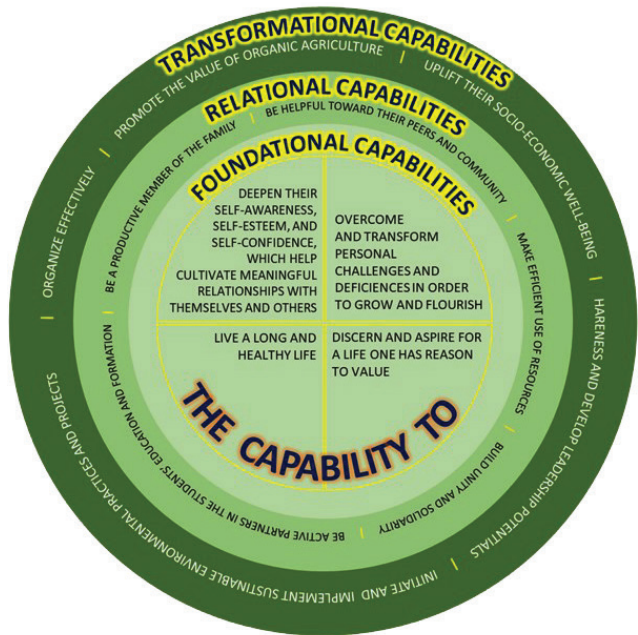 TRANSFORMATIONAL CAPABILITIES
ORGANIZE EFFECTIVELY | PROMOTE THE VALUE OF ORGANIC AGRICULTURE | UPLIFT THEIR SOCIO-ECONOMIC WELL-BEING | HARENESS AND DEVELOP LEADERSHIP POTENTIALS | INITIATE AND IMPLEMENT SUSTAINABLE ENVIRONMENTAL PRACTICES AND PROJECTS |
RELATIONAL CAPABILITIES
BE A PRODUCTIVE MEMBER OF THE FAMILY | BE HELPFUL TOWARD THEIR PEERS AND COMMUNITY | MAKE EFFICIENT USE OF RESOURCES | BUILD UNITY AND SOLIDARITY | BE ACTIVE PARTNERS IN THE STUDENTS' EDUCATION AND FORMATION |
FOUNDATIONAL CAPABILITIES
DEEPEN THEIR
SELF-AWARENESS,
SELF-ESTEEM, AND
SELF-CONFIDENCE,
WHICH HELP
CULTIVATE MEANINGFUL
RELATIONSHIPS WITH
THEMSELVES AND OTHERS
OVERCOME
AND TRANSFORM
PERSONAL
CHALLENGES AND
DEFICIENCES IN ORDER
TO GROW AND FLOURISH
LIVE A LONG AND
HEALTHY LIFE
DISCERN AND ASPIRE FOR
A LIFE ONE HAS REASON
TO VALUE
THE CAPABILITY TO